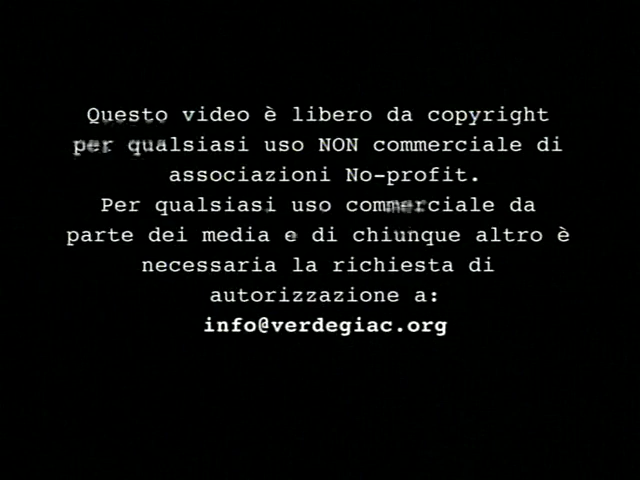 Questo video è libero da copyright
per qualsiasi uso NON commerciale di
associazioni No-profit.
Per qualsiasi uso commerciale da
parte dei media e di chiunque altro è
necessaria la richiesta di
autorizzazione a:
info@verdegiac.org